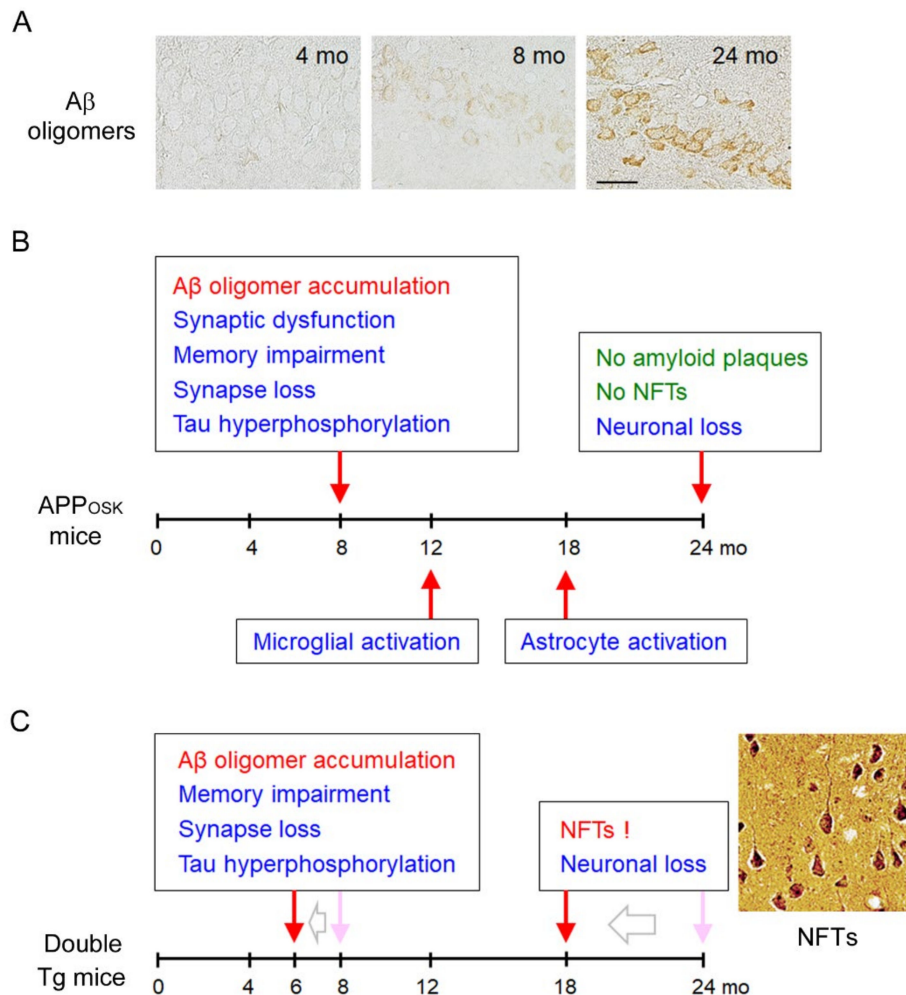 A
Aβ
oligomers
4 mo
8 mo
24 mo
B
Aβ oligomer accumulation
Synaptic dysfunction
Memory impairment
Synapse loss
Tau hyperphosphorylation
No amyloid plaques
No NFTs
Neuronal loss
APPOSK
mice
0 4 8 12 18 24 mo
Microglial activation
Astrocyte activation
C
Aβ oligomer accumulation
Memory impairment
Synapse loss
Tau hyperphosphorylation
NFTs !
Neuronal loss
NFTs
Double
Tg mice
0 4 6 8 12 18 24 mo